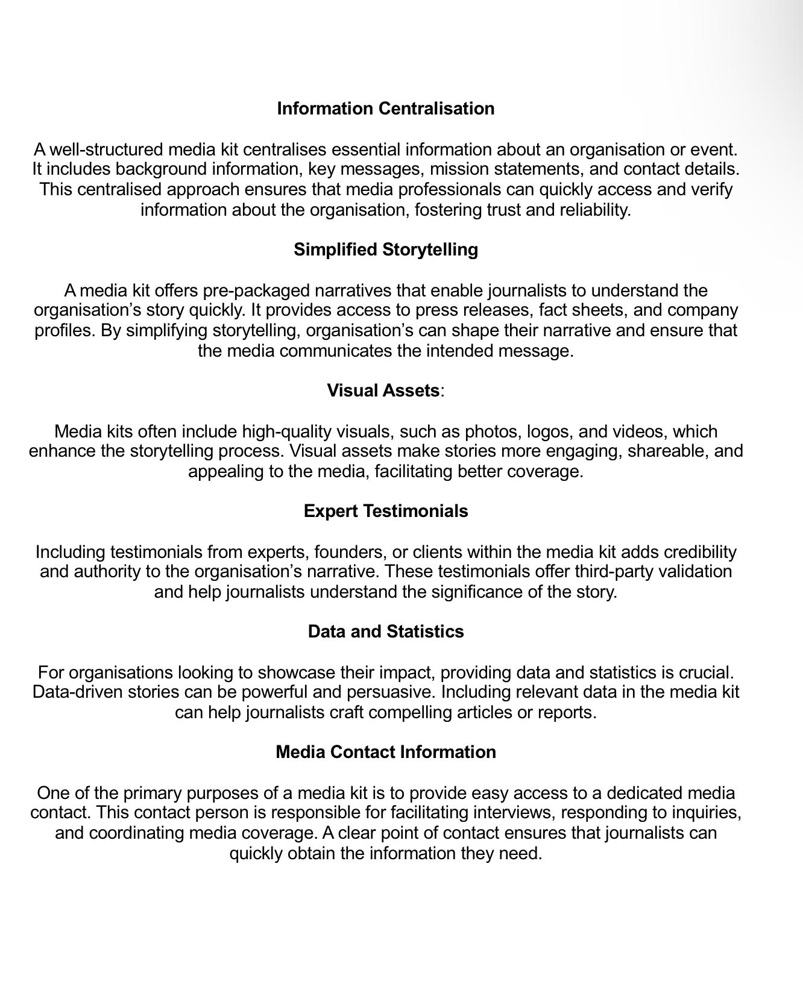 Information Centralisation
A well-structured media kit centralises essential information about an organisation or event.
It includes background information, key messages, mission statements, and contact details.
This centralised approach ensures that media professionals can quickly access and verify
information about the organisation, fostering trust and reliability.
Simplified Storytelling
A media kit offers pre-packaged narratives that enable journalists to understand the
organisation’s story quickly. It provides access to press releases, fact sheets, and company
profiles. By simplifying storytelling, organisation’s can shape their narrative and ensure that
the media communicates the intended message.
Visual Assets:
Media kits often include high-quality visuals, such as photos, logos, and videos, which
enhance the storytelling process. Visual assets make stories more engaging, shareable, and
appealing to the media, facilitating better coverage.
Expert Testimonials
Including testimonials from experts, founders, or clients within the media kit adds credibility
and authority to the organisation’s narrative. These testimonials offer third-party validation
and help journalists understand the significance of the story.
Data and Statistics
For organisations looking to showcase their impact, providing data and statistics is crucial.
Data-driven stories can be powerful and persuasive. Including relevant data in the media kit
can help journalists craft compelling articles or reports.
Media Contact Information
One of the primary purposes of a media kit is to provide easy access to a dedicated media
contact. This contact person is responsible for facilitating interviews, responding to inquiries,
and coordinating media coverage. A clear point of contact ensures that journalists can
quickly obtain the information they need.